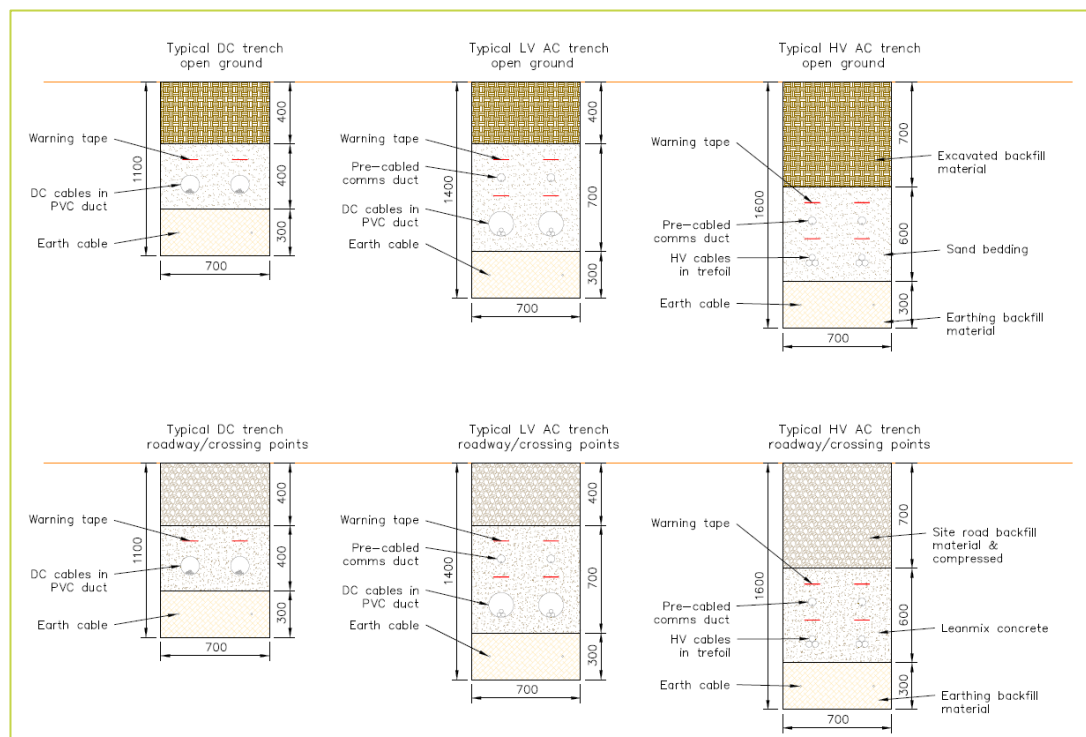 Typical DC trench
open ground
Typical LV AC trench
open ground
Typical HV AC trench
open ground
Warning tape
DC cables in
PVC duct
Earth cable
1100
400
400
300
700
Warning tape
Pre-cabled
comms duct
DC cables in
PVC duct
Earth cable
1400
400
700
300
700
Warning tape
Pre-cabled
comms duct
HV cables
in trefoil
Earth cable
1600
700
600
300
700
Excavated backfill
material
Sand bedding
Earthing backfill
material
Typical DC trench
roadway/crossing points
Typical LV AC trench
roadway/crossing points
Typical HV AC trench
roadway/crossing points
Warning tape
DC cables in
PVC duct
Earth cable
1100
400
400
300
700
Warning tape
Pre-cabled
comms duct
DC cables in
PVC duct
Earth cable
1400
400
700
300
700
Warning tape
Pre-cabled
comms duct
HV cables
in trefoil
Earth cable
1600
700
600
300
700
Site road backfill
material &
compressed
Leanmix concrete
Earthing backfill
material